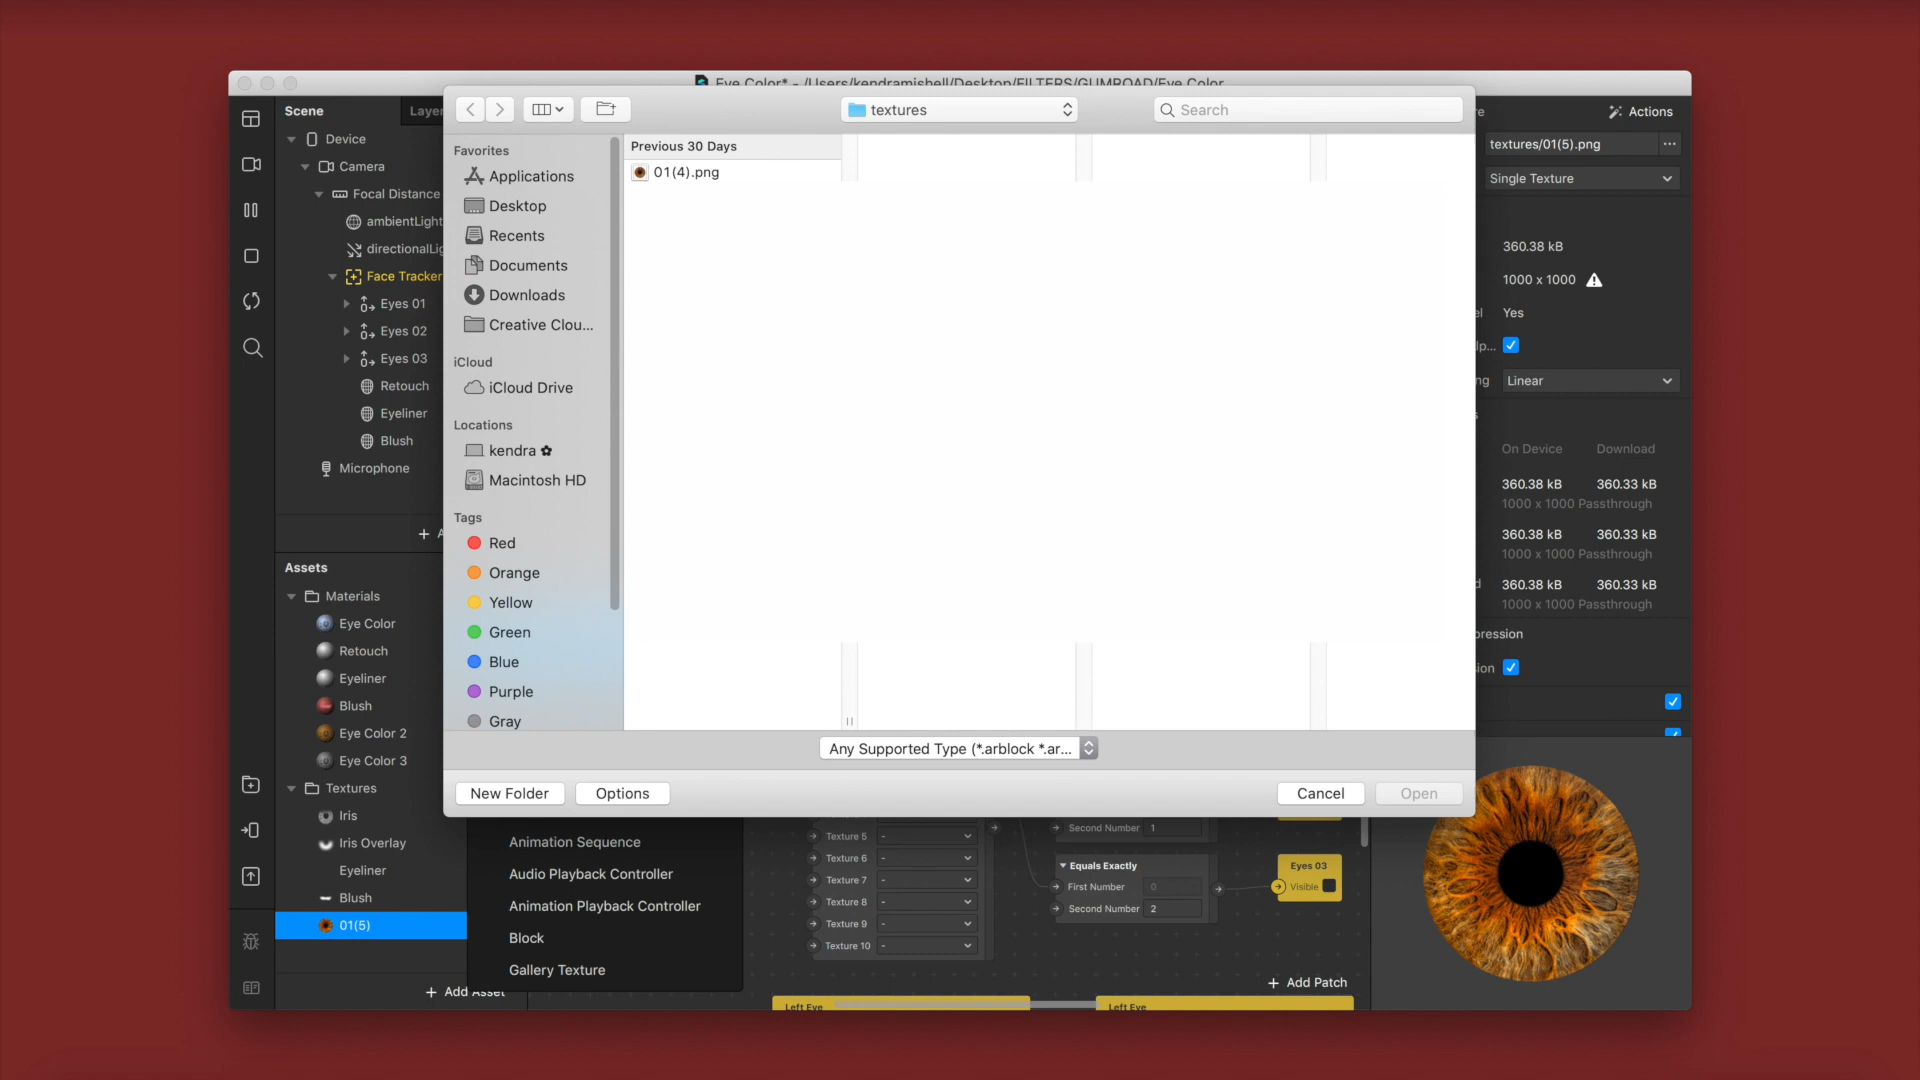 Eye Color* - /Users/kendramishell/Desktop/FILTERS/GUMROAD/Eye Color
Scene
Layer
Device
Camera
Focal Distance
ambientLight
directionalLig
Face Tracker
Eyes 01
Eyes 02
Eyes 03
Retouch
Eyeliner
Blush
Microphone
+ A
Assets
Materials
Eye Color
Retouch
Eyeliner
Blush
Eye Color 2
Eye Color 3
Textures
Iris
Iris Overlay
Eyeliner
Blush
01(5)
+ Add Asset
textures
Search
Favorites
Applications
Desktop
Recents
Documents
Downloads
Creative Clou...
iCloud
iCloud Drive
Locations
kendra ✿
Macintosh HD
Tags
Red
Orange
Yellow
Green
Blue
Purple
Gray
Previous 30 Days
01(4).png
Any Supported Type (*.arblock *.ar...
New Folder
Options
Cancel
Open
Animation Sequence
Audio Playback Controller
Animation Playback Controller
Block
Gallery Texture
Texture 5 -
Texture 6 -
Texture 7 -
Texture 8 -
Texture 9 -
Texture 10 -
Second Number 1
Equals Exactly
First Number 0
Second Number 2
Eyes 03
Visible
+ Add Patch
Left Eye
Left Eye
re
Actions
textures/01(5).png
Single Texture
360.38 kB
1000 x 1000
el Yes
lp...
ng Linear
s
On Device Download
360.38 kB 360.33 kB
1000 x 1000 Passthrough
360.38 kB 360.33 kB
1000 x 1000 Passthrough
d 360.38 kB 360.33 kB
1000 x 1000 Passthrough
pression
ion